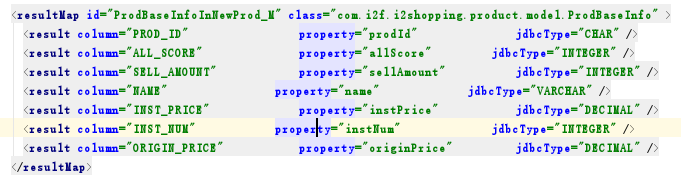 <resultMap id="ProdBaseInfoInNewProd_M" class="com.i2f.i2shopping.product.model.ProdBaseInfo" >
<result column="PROD_ID" property="prodId" jdbcType="CHAR" />
<result column="ALL_SCORE" property="allScore" jdbcType="INTEGER" />
<result column="SELL_AMOUNT" property="sellAmount" jdbcType="INTEGER" />
<result column="NAME" property="name" jdbcType="VARCHAR" />
<result column="INST_PRICE" property="instPrice" jdbcType="DECIMAL" />
<result column="INST_NUM" property="instNum" jdbcType="INTEGER" />
<result column="ORIGIN_PRICE" property="originPrice" jdbcType="DECIMAL" />
</resultMap>